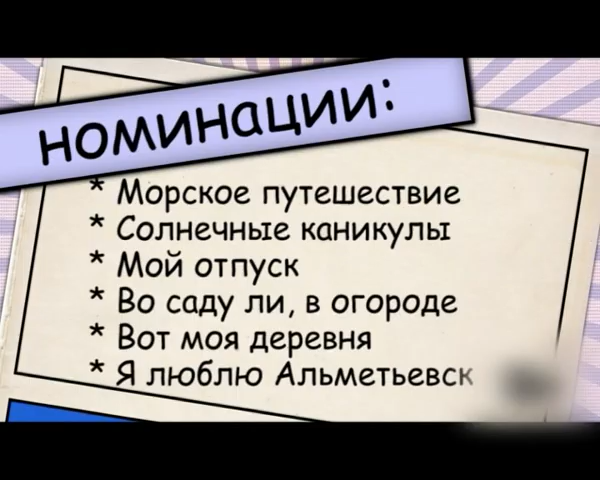 номинации:
* Морское путешествие
* Солнечные каникулы
* Мой отпуск
* Во саду ли, в огороде
* Вот моя деревня
* Я люблю Альметьевск